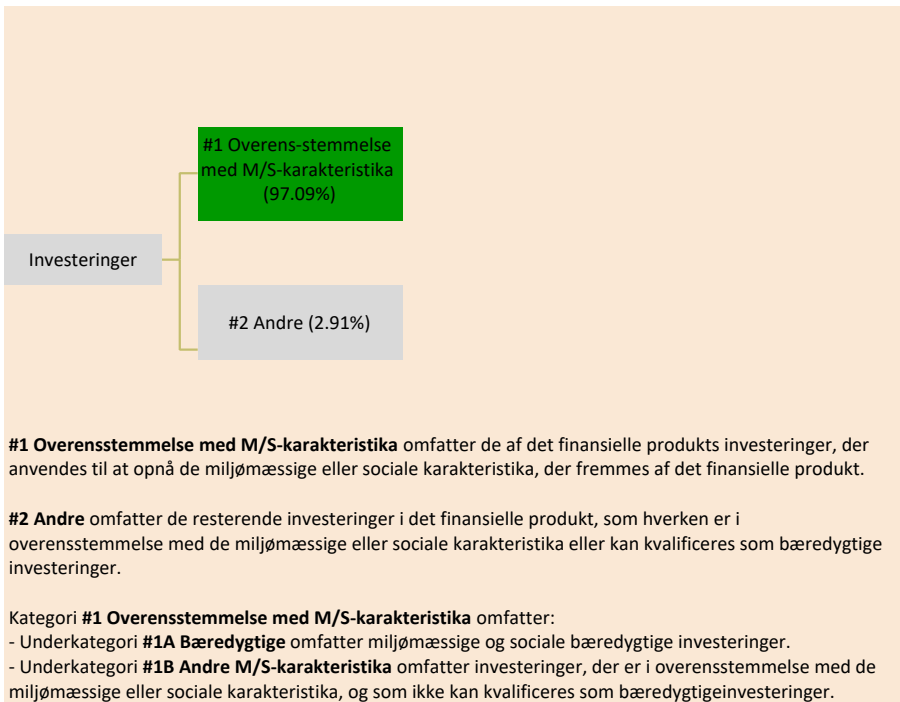 #1 Overens-stemmelse
med M/S-karakteristika
(97.09%)
Investeringer
#2 Andre (2.91%)
#1 Overensstemmelse med M/S-karakteristika omfatter de af det finansielle produkts investeringer, der
anvendes til at opnå de miljømæssige eller sociale karakteristika, der fremmes af det finansielle produkt.
#2 Andre omfatter de resterende investeringer i det finansielle produkt, som hverken er i
overensstemmelse med de miljømæssige eller sociale karakteristika eller kan kvalificeres som bæredygtige
investeringer.
Kategori #1 Overensstemmelse med M/S-karakteristika omfatter:
- Underkategori #1A Bæredygtige omfatter miljømæssige og sociale bæredygtige investeringer.
- Underkategori #1B Andre M/S-karakteristika omfatter investeringer, der er i overensstemmelse med de
miljømæssige eller sociale karakteristika, og som ikke kan kvalificeres som bæredygtigeinvesteringer.